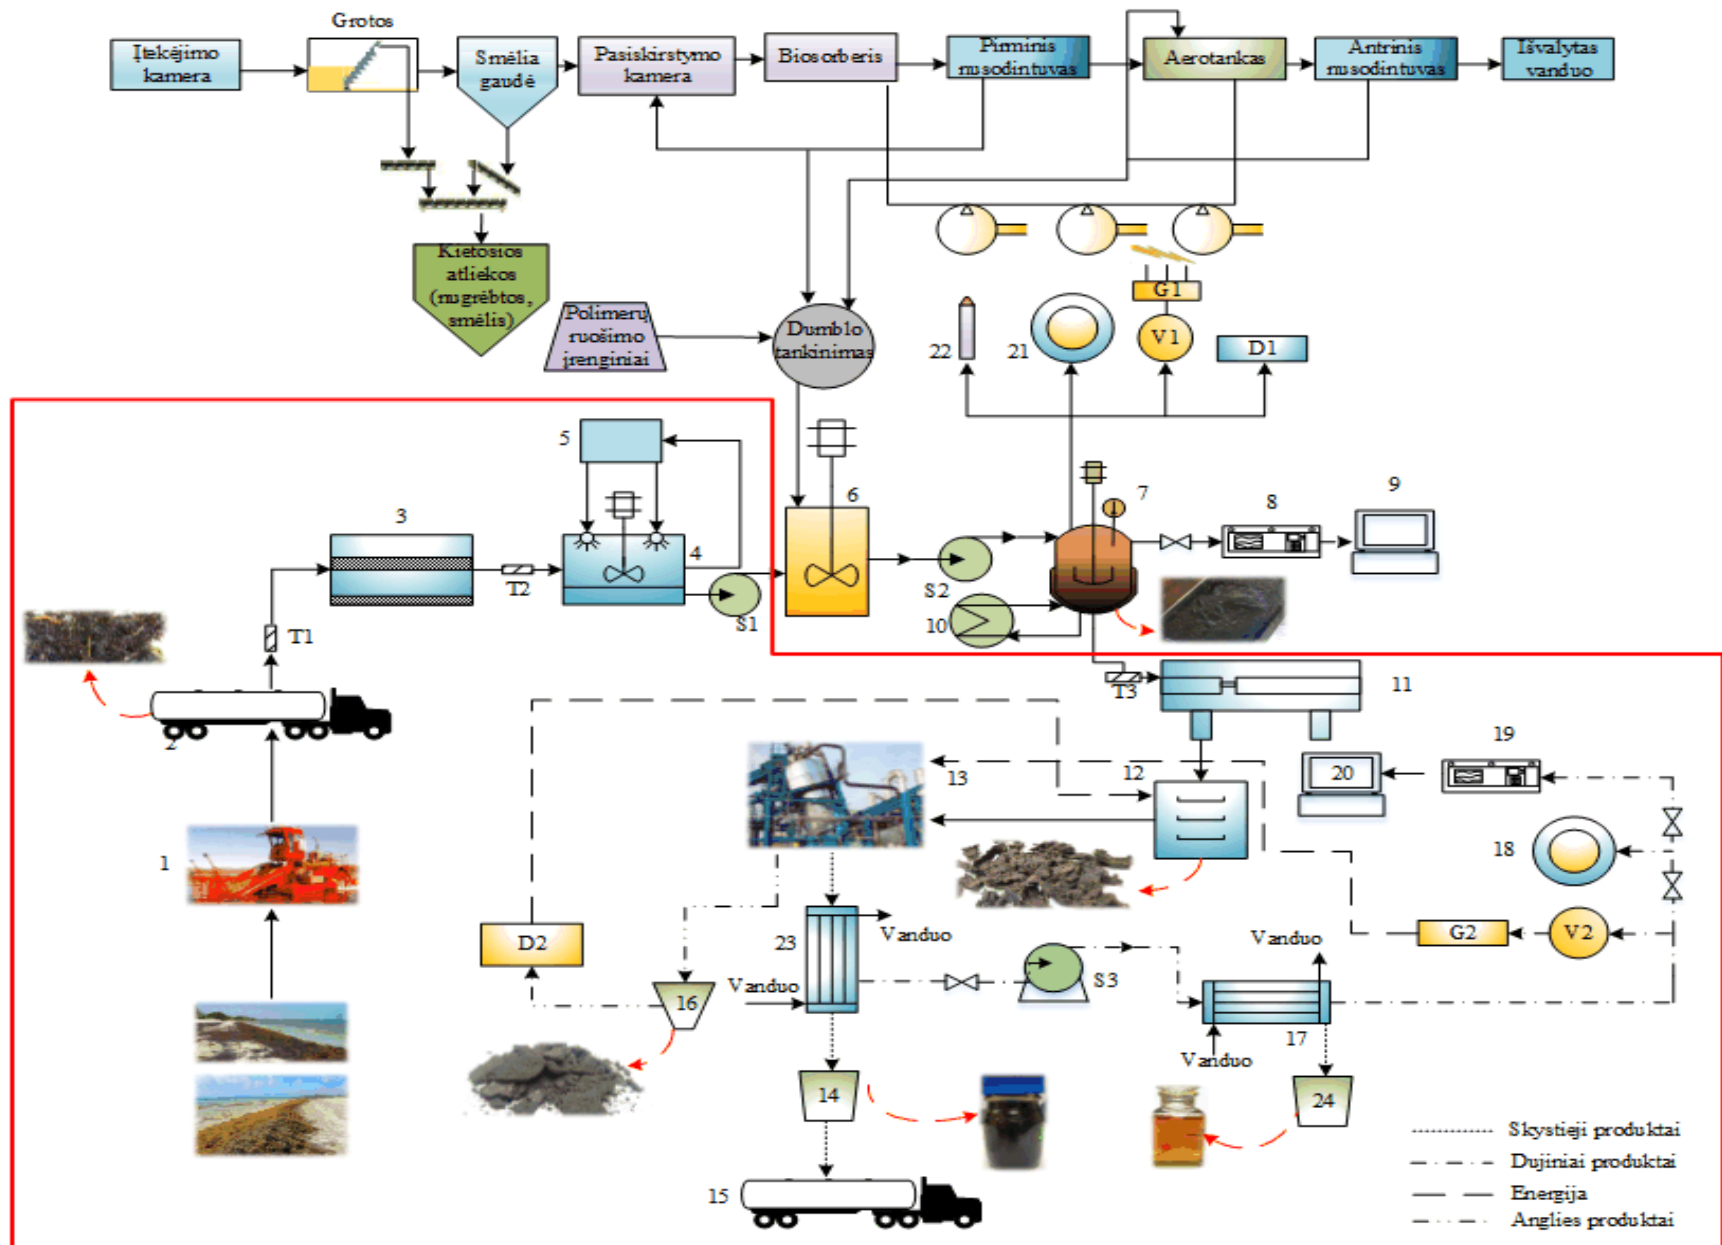 Grotos
Įtekėjimo
kamera
Smėlia
gaudė
Pasiskirstymo
kamera
Biosorberis
Pirminis
nusodintuvas
Aerotankas
Antrinis
nusodintuvas
Išvalytas
vanduo
Kietosios
atliekos
(nugrėbtos,
smėlis)
Polimerų
ruošimo
įrenginiai
Dumblo
tankinimas
G1
22
21
V1
D1
5
6
7
8
9
3
4
T2
S1
S2
10
T1
2
T3
11
1
13
12
20
19
18
D2
23
Vanduo
Vanduo
16
S3
Vanduo
G2
V2
17
Vanduo
14
24
15
Skystieji produktai
Dujiniai produktai
Energija
Anglies produktai